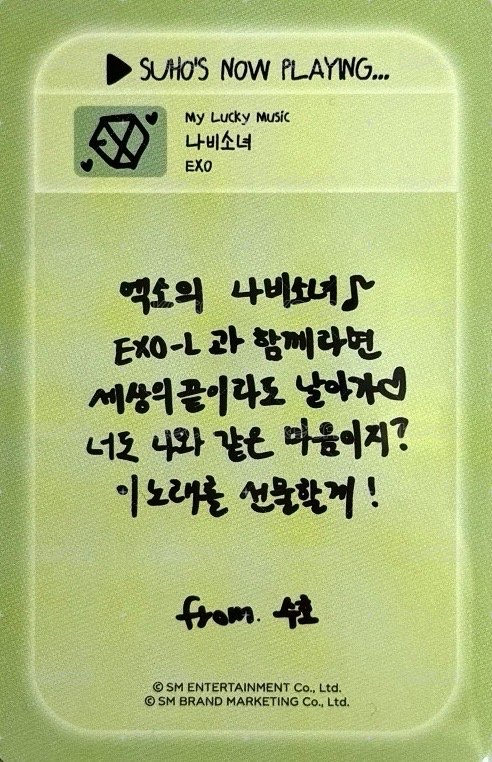 ▶ SUHO'S NOW PLAYING...
My Lucky Music
나비소녀
EXO
엑소의 나비소녀♪
EXO-L과 함께라면
세상의 끝이라도 날아가♡
너도 나와 같은 마음이지?
이 노래를 선물할게!
from. 수호
© SM ENTERTAINMENT Co., Ltd.
© SM BRAND MARKETING Co., Ltd.